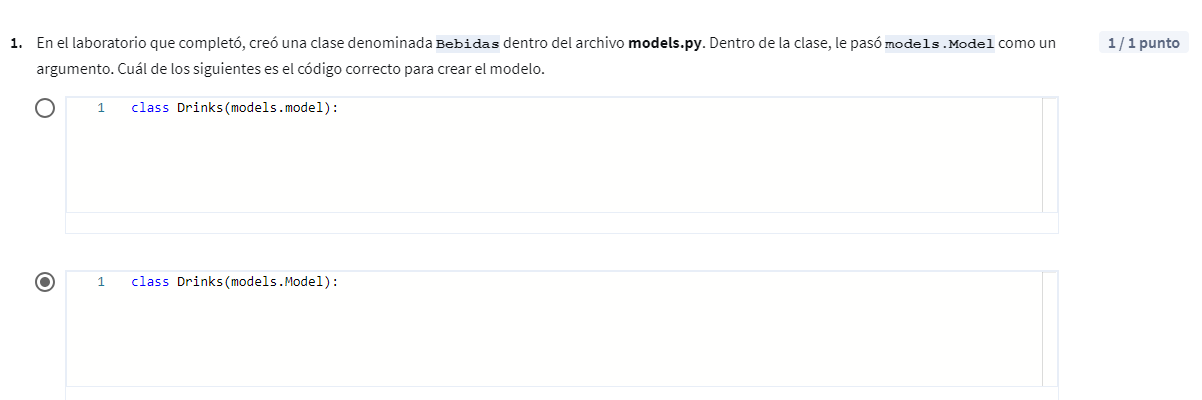 1. En el laboratorio que completó, creó una clase denominada Bebidas dentro del archivo models.py. Dentro de la clase, le pasó models.Model como un
1 / 1 punto
argumento. Cuál de los siguientes es el código correcto para crear el modelo.
1 class Drinks(models.model):
1 class Drinks(models.Model):